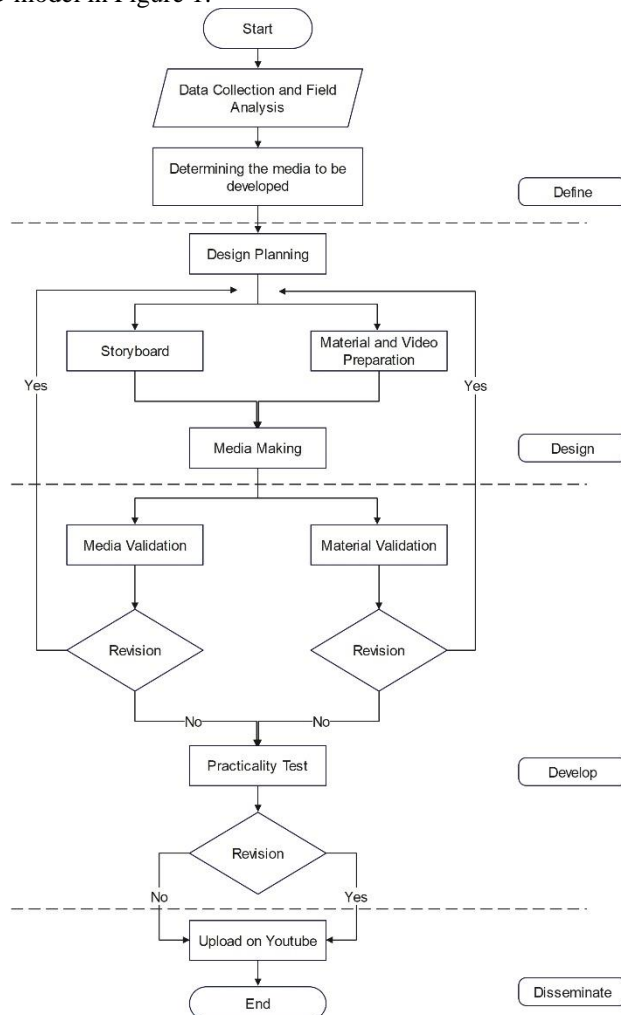 model in Figure 1.
Start
Data Collection and Field
Analysis
Determining the media to be
developed
Define
Design Planning
Storyboard
Material and Video
Preparation
Yes
Yes
Media Making
Design
Media Validation
Material Validation
Revision
Revision
No
No
Practicality Test
Develop
Revision
No
Yes
Upload on Youtube
End
Disseminate